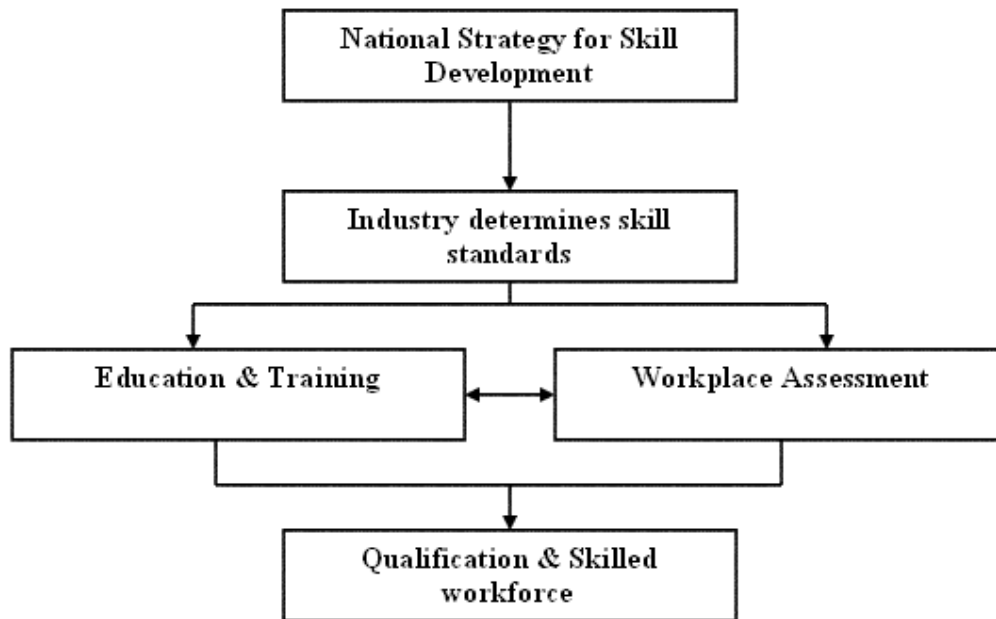 National Strategy for Skill
Development
Industry determines skill
standards
Education & Training
Workplace Assessment
Qualification & Skilled
workforce